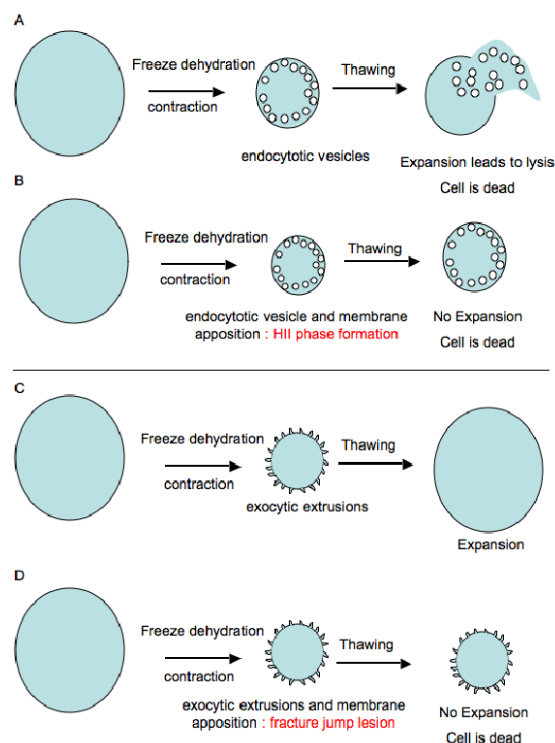 A
Freeze dehydration
contraction
Thawing
endocytotic vesicles
Expansion leads to lysis
Cell is dead
B
Freeze dehydration
contraction
Thawing
endocytotic vesicle and membrane
apposition : HII phase formation
No Expansion
Cell is dead
C
Freeze dehydration
contraction
Thawing
exocytic extrusions
Expansion
D
Freeze dehydration
contraction
Thawing
exocytic extrusions and membrane
apposition : fracture jump lesion
No Expansion
Cell is dead